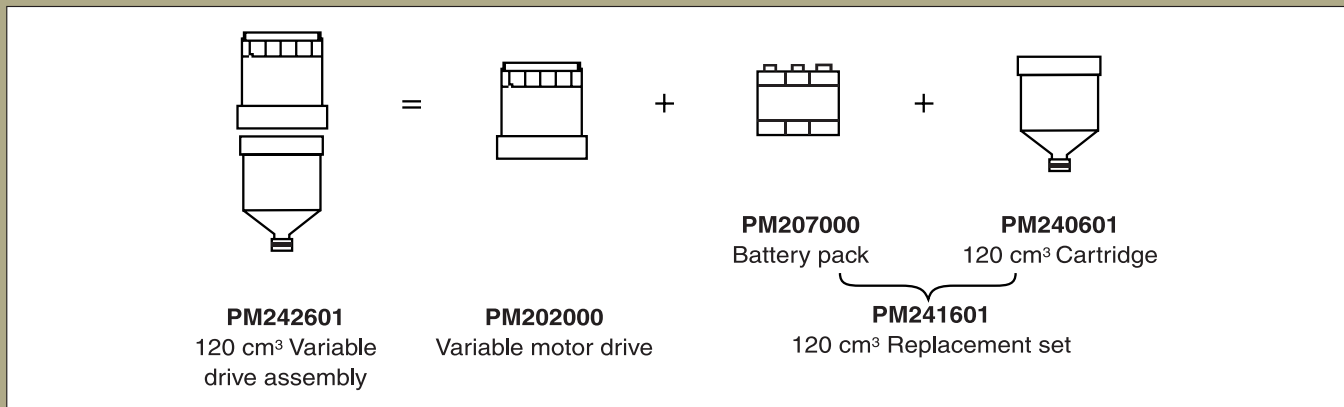 =
+
+
PM207000
Battery pack
PM240601
120 cm³ Cartridge
PM242601
120 cm³ Variable
drive assembly
PM202000
Variable motor drive
PM241601
120 cm³ Replacement set